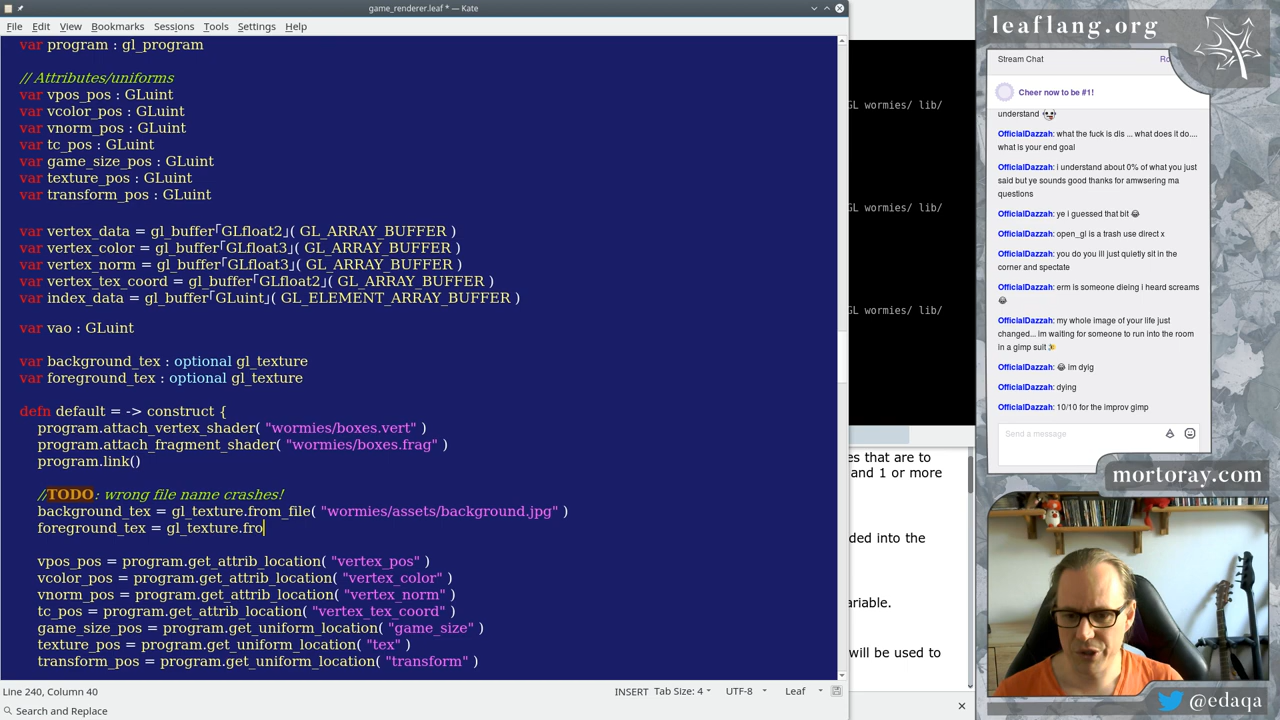 game_renderer.leaf * — Kate
File Edit View Bookmarks Sessions Tools Settings Help
var program : gl_program
// Attributes/uniforms
var vpos_pos : GLuint
var vcolor_pos : GLuint
var vnorm_pos : GLuint
var tc_pos : GLuint
var game_size_pos : GLuint
var texture_pos : GLuint
var transform_pos : GLuint
var vertex_data = gl_buffer「GLfloat2」( GL_ARRAY_BUFFER )
var vertex_color = gl_buffer「GLfloat3」( GL_ARRAY_BUFFER )
var vertex_norm = gl_buffer「GLfloat3」( GL_ARRAY_BUFFER )
var vertex_tex_coord = gl_buffer「GLfloat2」( GL_ARRAY_BUFFER )
var index_data = gl_buffer「GLuint」( GL_ELEMENT_ARRAY_BUFFER )
var vao : GLuint
var background_tex : optional gl_texture
var foreground_tex : optional gl_texture
defn default = -> construct {
program.attach_vertex_shader( "wormies/boxes.vert" )
program.attach_fragment_shader( "wormies/boxes.frag" )
program.link()
//TODO: wrong file name crashes!
background_tex = gl_texture.from_file( "wormies/assets/background.jpg" )
foreground_tex = gl_texture.fro
vpos_pos = program.get_attrib_location( "vertex_pos" )
vcolor_pos = program.get_attrib_location( "vertex_color" )
vnorm_pos = program.get_attrib_location( "vertex_norm" )
tc_pos = program.get_attrib_location( "vertex_tex_coord" )
game_size_pos = program.get_uniform_location( "game_size" )
texture_pos = program.get_uniform_location( "tex" )
transform_pos = program.get_uniform_location( "transform" )
Line 240, Column 40 INSERT Tab Size: 4 UTF-8 Leaf
Search and Replace
GL wormies/ lib/
GL wormies/ lib/
GL wormies/ lib/
es that are to
and 1 or more
ded into the
ariable.
will be used to
leaflang.org
Stream Chat Ro
Cheer now to be #1!
understand
OfficialDazzah: what the fuck is dis ... what does it do....
what is your end goal
OfficialDazzah: i understand about 0% of what you just
said but ye sounds good thanks for amwsering ma
questions
OfficialDazzah: ye i guessed that bit 😂
OfficialDazzah: open_gl is a trash use direct x
OfficialDazzah: you do you ill just quietly sit in the
corner and spectate
OfficialDazzah: erm is someone dieing i heard screams
😂
OfficialDazzah: my whole image of your life just
changed... im waiting for someone to run into the room
in a gimp suit
OfficialDazzah: 😂 im dyig
OfficialDazzah: dying
OfficialDazzah: 10/10 for the improv gimp
Send a message
mortoray.com
@edaqa